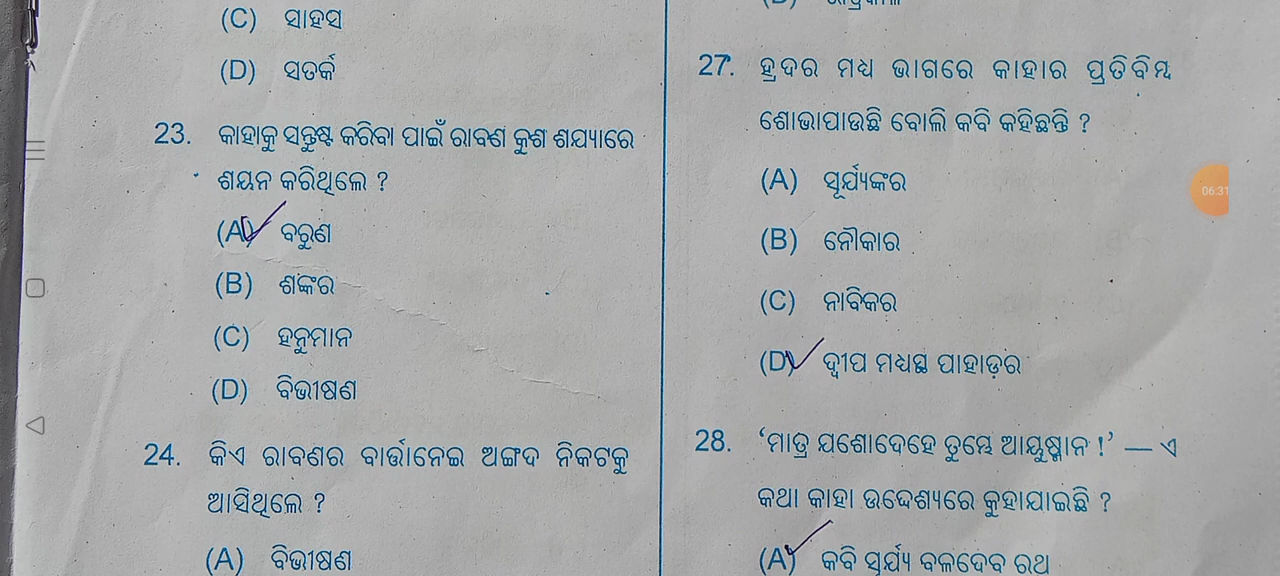 (C) ସାହସ
(D) ସତର୍କ
23. କାହାକୁ ସନ୍ତୁଷ୍ଟ କରିବା ପାଇଁ ରାବଣ କୁଶ ଶଯ୍ୟାରେ
ଶୟନ କରିଥିଲେ ?
(A) ବରୁଣ
(B) ଶଙ୍କର
(C) ହନୁମାନ
(D) ବିଭୀଷଣ
24. କିଏ ରାବଣର ବାର୍ତ୍ତାନେଇ ଅଙ୍ଗଦ ନିକଟକୁ
ଆସିଥିଲେ ?
(A) ବିଭୀଷଣ
27. ହ୍ରଦର ମଧ୍ୟ ଭାଗରେ କାହାର ପ୍ରତିବିମ୍ବ
ଶୋଭାପାଉଛି ବୋଲି କବି କହିଛନ୍ତି ?
(A) ସୂର୍ଯ୍ୟଙ୍କର
(B) ନୌକାର
(C) ନାବିକର
(D) ଦ୍ୱୀପ ମଧ୍ୟସ୍ଥ ପାହାଡ଼ର
28. ‘ମାତ୍ର ଯଶୋଦେହେ ତୁମ୍ଭେ ଆୟୁଷ୍ମାନ !’ — ଏ
କଥା କାହା ଉଦ୍ଦେଶ୍ୟରେ କୁହାଯାଇଛି ?
(A) କବି ସୂର୍ଯ୍ୟ ବଳଦେବ ରଥ
06:31